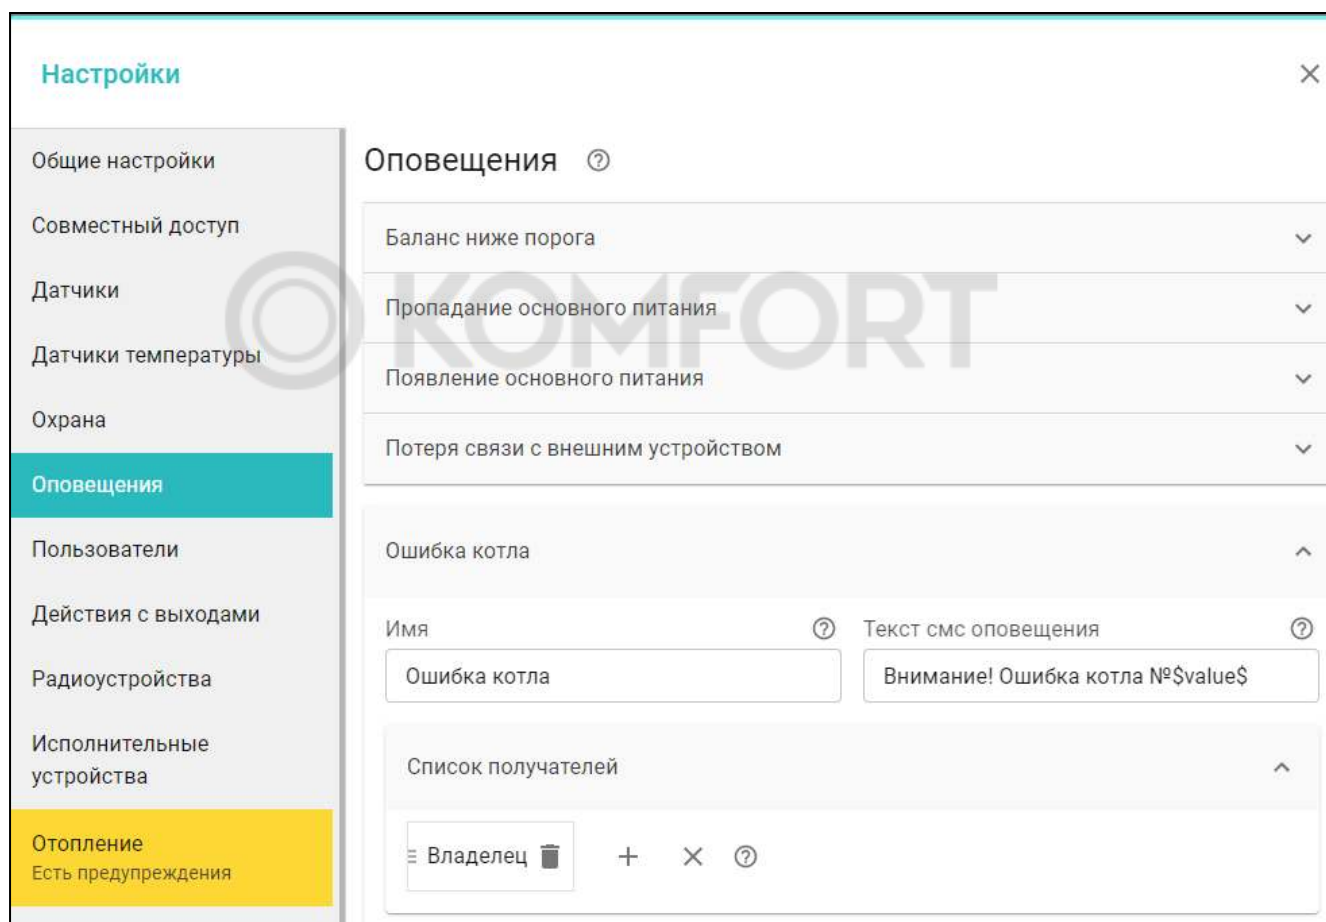 Настройки
Общие настройки
Совместный доступ
Датчики
Датчики температуры
Охрана
Оповещения
Пользователи
Действия с выходами
Радиоустройства
Исполнительные
устройства
Отопление
Есть предупреждения
Оповещения
Баланс ниже порога
Пропадание основного питания
Появление основного питания
Потеря связи с внешним устройством
Ошибка котла
Имя
Текст смс оповещения
Ошибка котла
Внимание! Ошибка котла №$value$
Список получателей
Владелец
KOMFORT